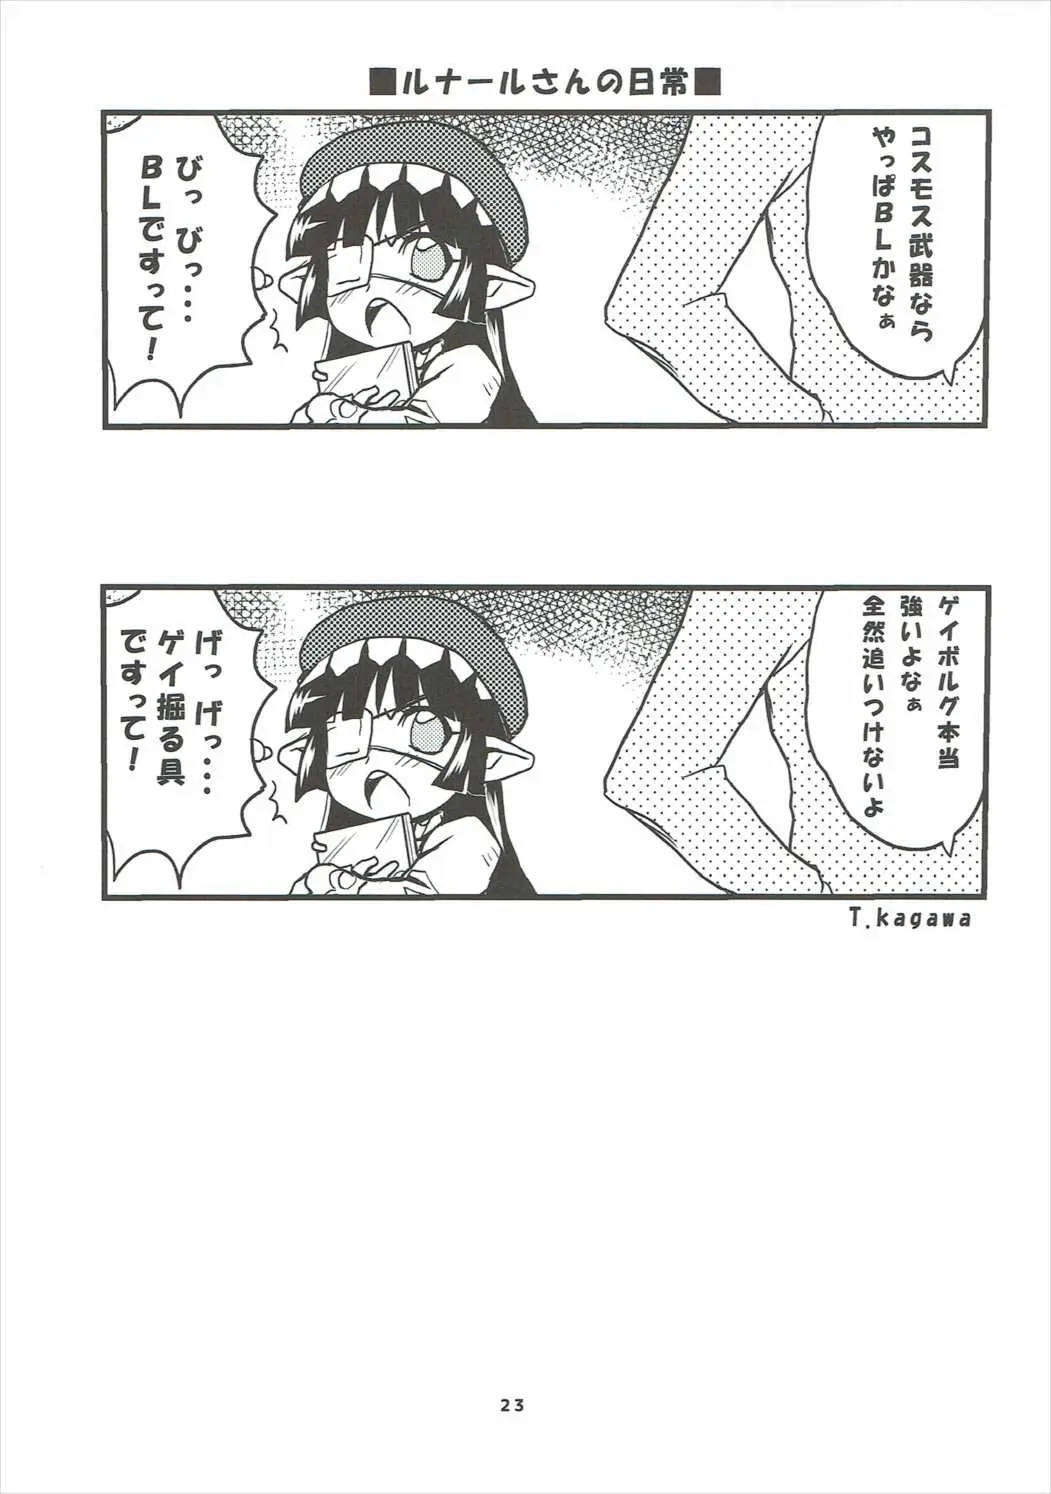 ■ルナールさんの日常■
コスモス武器なら
やっぱBLかなぁ
びっ びっ…
BLですって！
ゲイボルグ本当
強いよなぁ
全然追いつけないよ
げっ げっ…
ゲイ掘る具
ですって！
T.kagawa
23